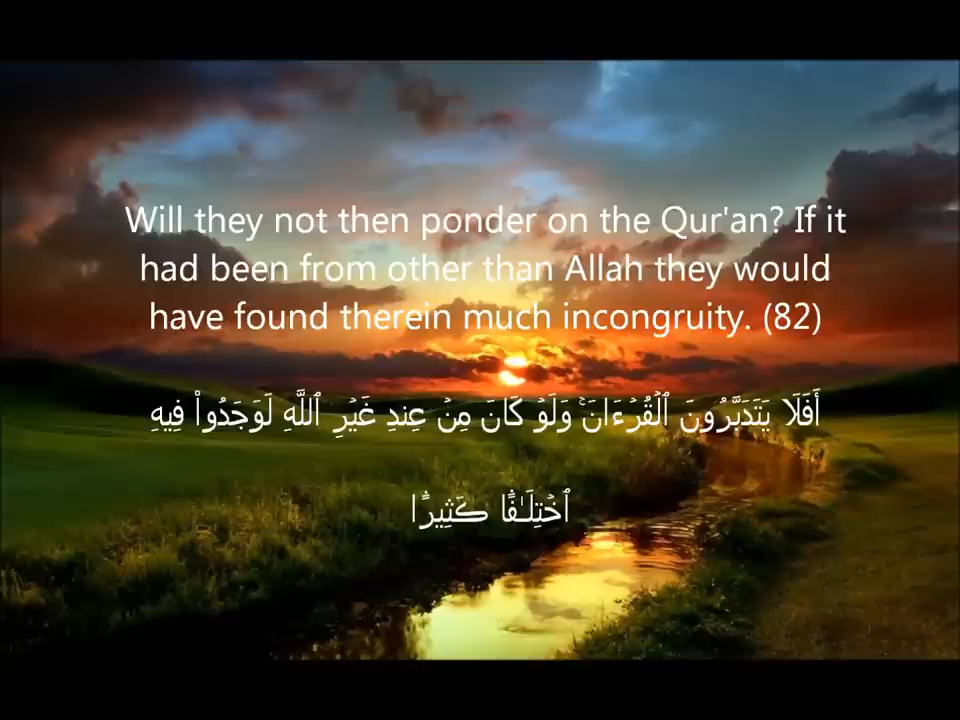 Will they not then ponder on the Qur'an? If it
had been from other than Allah they would
have found therein much incongruity. (82)
أَفَلَا يَتَدَبَّرُونَ ٱلْقُرْءَانَ ۚ وَلَوْ كَانَ مِنْ عِندِ غَيْرِ ٱللَّهِ لَوَجَدُوا۟ فِيهِ
ٱخْتِلَـٰفًا كَثِيرًا